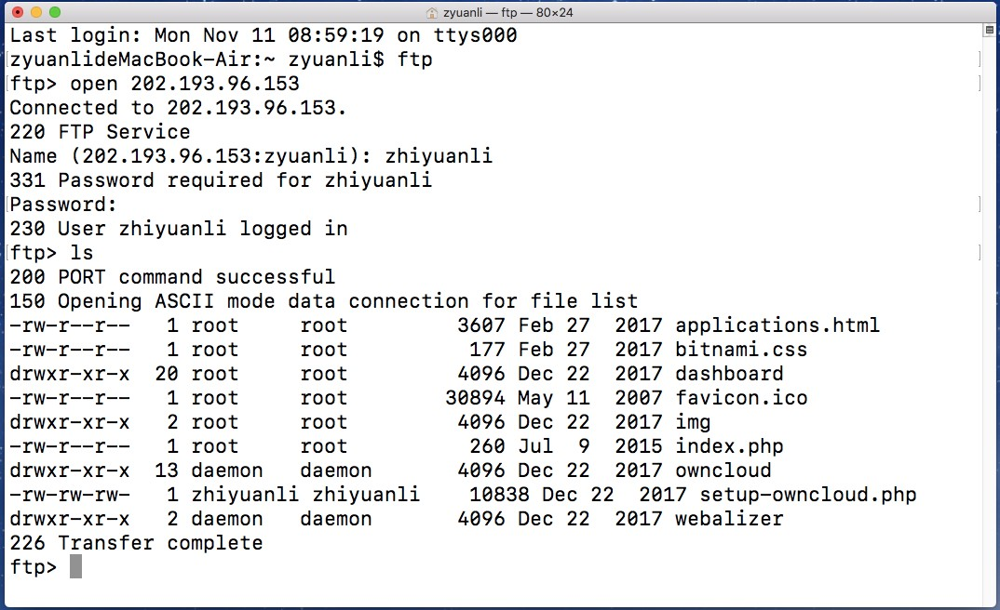 zyuanli — ftp — 80×24
Last login: Mon Nov 11 08:59:19 on ttys000
[zyuanlideMacBook-Air:~ zyuanli$ ftp ]
[ftp> open 202.193.96.153 ]
Connected to 202.193.96.153.
220 FTP Service
Name (202.193.96.153:zyuanli): zhiyuanli
331 Password required for zhiyuanli
[Password: ]
230 User zhiyuanli logged in
[ftp> ls ]
200 PORT command successful
150 Opening ASCII mode data connection for file list
-rw-r--r--   1 root     root         3607 Feb 27  2017 applications.html
-rw-r--r--   1 root     root          177 Feb 27  2017 bitnami.css
drwxr-xr-x  20 root     root         4096 Dec 22  2017 dashboard
-rw-r--r--   1 root     root        30894 May 11  2007 favicon.ico
drwxr-xr-x   2 root     root         4096 Dec 22  2017 img
-rw-r--r--   1 root     root          260 Jul  9  2015 index.php
drwxr-xr-x  13 daemon   daemon       4096 Dec 22  2017 owncloud
-rw-rw-rw-   1 zhiyuanli zhiyuanli    10838 Dec 22  2017 setup-owncloud.php
drwxr-xr-x   2 daemon   daemon       4096 Dec 22  2017 webalizer
226 Transfer complete
ftp>